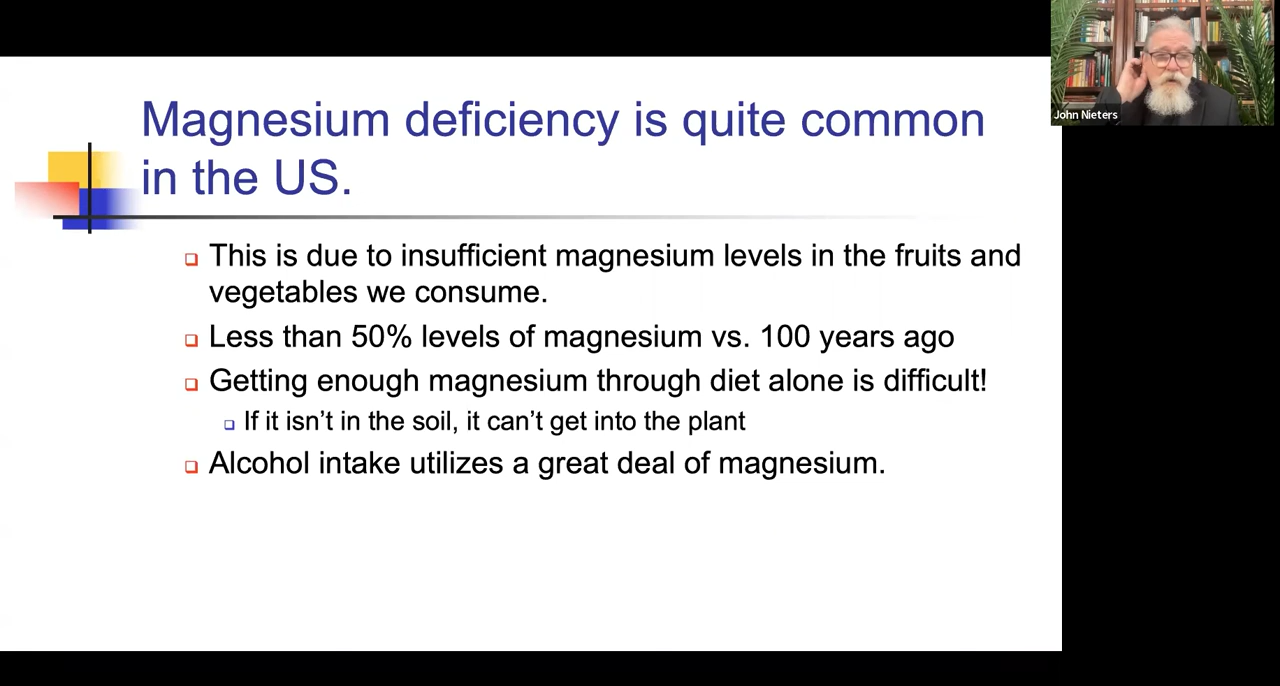 Magnesium deficiency is quite common
in the US.
This is due to insufficient magnesium levels in the fruits and
vegetables we consume.
Less than 50% levels of magnesium vs. 100 years ago
Getting enough magnesium through diet alone is difficult!
If it isn’t in the soil, it can’t get into the plant
Alcohol intake utilizes a great deal of magnesium.
John Nieters